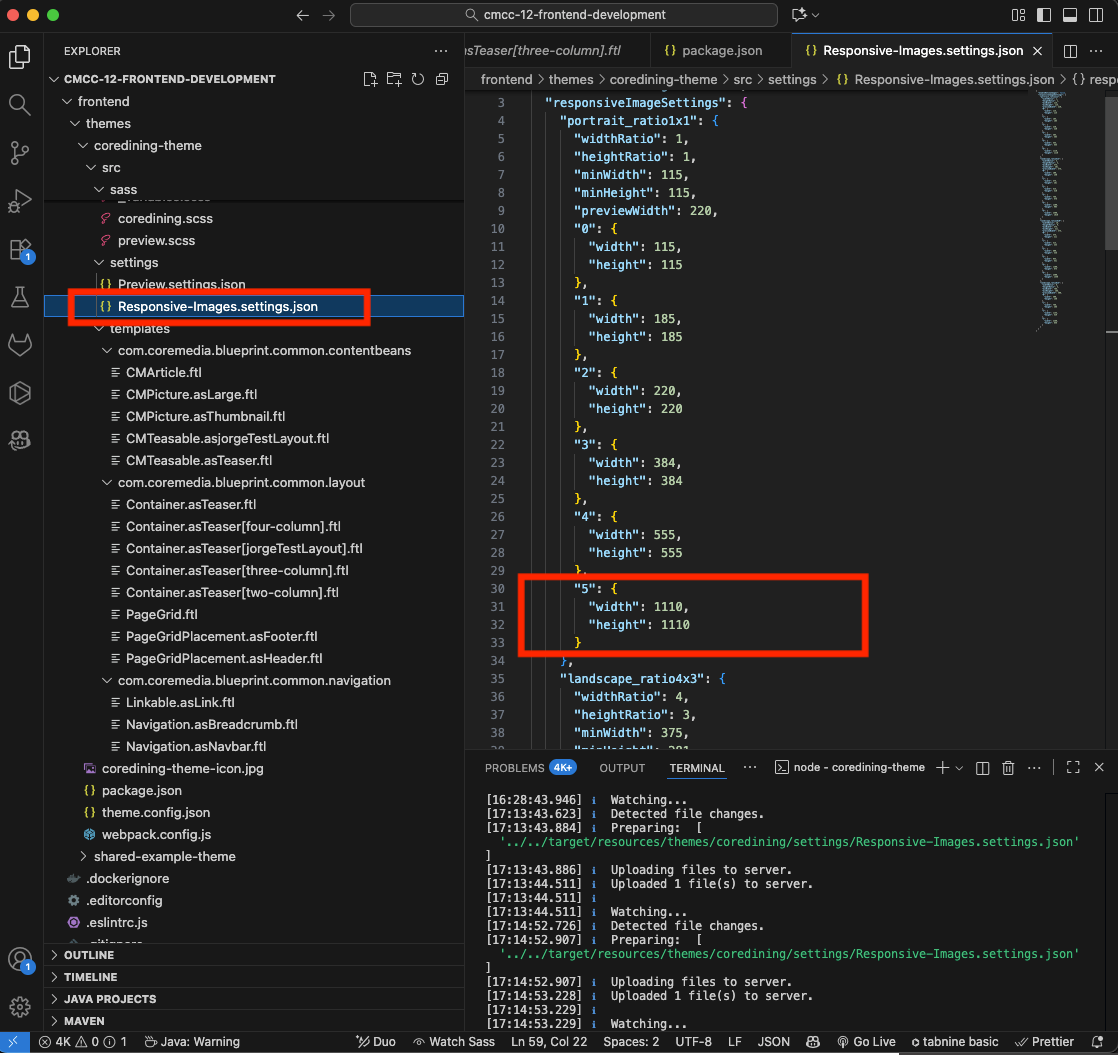 cmcc-12-frontend-development
EXPLORER
CMCC-12-FRONTEND-DEVELOPMENT
frontend
themes
coredining-theme
src
sass
_variables.scss
coredining.scss
preview.scss
settings
Preview.settings.json
Responsive-Images.settings.json
templates
com.coremedia.blueprint.common.contentbeans
CMArticle.ftl
CMPicture.asLarge.ftl
CMPicture.asThumbnail.ftl
CMTeasable.asjorgeTestLayout.ftl
CMTeasable.asTeaser.ftl
com.coremedia.blueprint.common.layout
Container.asTeaser.ftl
Container.asTeaser[four-column].ftl
Container.asTeaser[jorgeTestLayout].ftl
Container.asTeaser[three-column].ftl
Container.asTeaser[two-column].ftl
PageGrid.ftl
PageGridPlacement.asFooter.ftl
PageGridPlacement.asHeader.ftl
com.coremedia.blueprint.common.navigation
Linkable.asLink.ftl
Navigation.asBreadcrumb.ftl
Navigation.asNavbar.ftl
coredining-theme-icon.jpg
{} package.json
{} theme.config.json
webpack.config.js
shared-example-theme
.dockerignore
.editorconfig
.eslintrc.js
.gitignore
OUTLINE
TIMELINE
JAVA PROJECTS
MAVEN
1
1
asTeaser[three-column].ftl
{} package.json
{} Responsive-Images.settings.json
frontend > themes > coredining-theme > src > settings > {} Responsive-Images.settings.json > {} resp
3 "responsiveImageSettings": {
4 "portrait_ratio1x1": {
5 "widthRatio": 1,
6 "heightRatio": 1,
7 "minWidth": 115,
8 "minHeight": 115,
9 "previewWidth": 220,
10 "0": {
11 "width": 115,
12 "height": 115
13 },
14 "1": {
15 "width": 185,
16 "height": 185
17 },
18 "2": {
19 "width": 220,
20 "height": 220
21 },
22 "3": {
23 "width": 384,
24 "height": 384
25 },
26 "4": {
27 "width": 555,
28 "height": 555
29 },
30 "5": {
31 "width": 1110,
32 "height": 1110
33 }
34 },
35 "landscape_ratio4x3": {
36 "widthRatio": 4,
37 "heightRatio": 3,
38 "minWidth": 375,
39 "minHeight": 281
PROBLEMS 4K+ OUTPUT TERMINAL ... node - coredining-theme
[16:28:43.946] i Watching...
[17:13:43.623] i Detected file changes.
[17:13:43.884] i Preparing: [
'../../target/resources/themes/coredining/settings/Responsive-Images.settings.json'
]
[17:13:43.886] i Uploading files to server.
[17:13:44.511] i Uploaded 1 file(s) to server.
[17:13:44.511] i
[17:13:44.511] i Watching...
[17:14:52.726] i Detected file changes.
[17:14:52.907] i Preparing: [
'../../target/resources/themes/coredining/settings/Responsive-Images.settings.json'
]
[17:14:52.907] i Uploading files to server.
[17:14:53.228] i Uploaded 1 file(s) to server.
[17:14:53.229] i
[17:14:53.229] i Watching...
4K 0 1 Java: Warning Duo Watch Sass Ln 59, Col 22 Spaces: 2 UTF-8 LF JSON Go Live tabnine basic Prettier